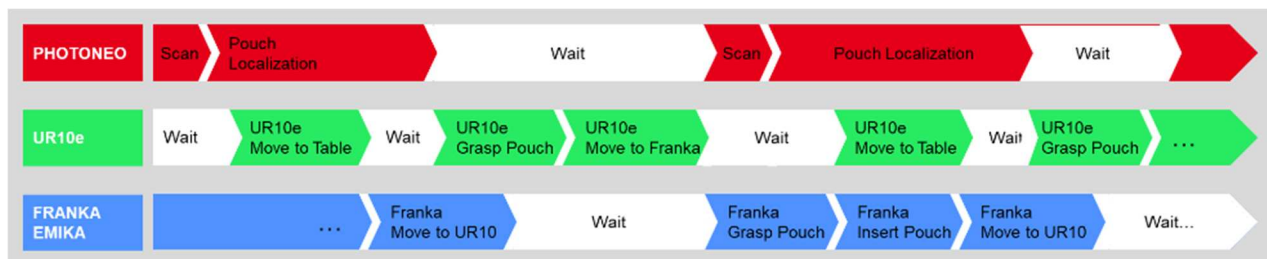 PHOTONEO
Scan
Pouch
Localization
Wait
Scan
Pouch Localization
Wait
UR10e
Wait
UR10e
Move to Table
Wait
UR10e
Grasp Pouch
UR10e
Move to Franka
Wait
UR10e
Move to Table
Wait
UR10e
Grasp Pouch
...
FRANKA
EMIKA
...
Franka
Move to UR10
Wait
Franka
Grasp Pouch
Franka
Insert Pouch
Franka
Move to UR10
Wait...